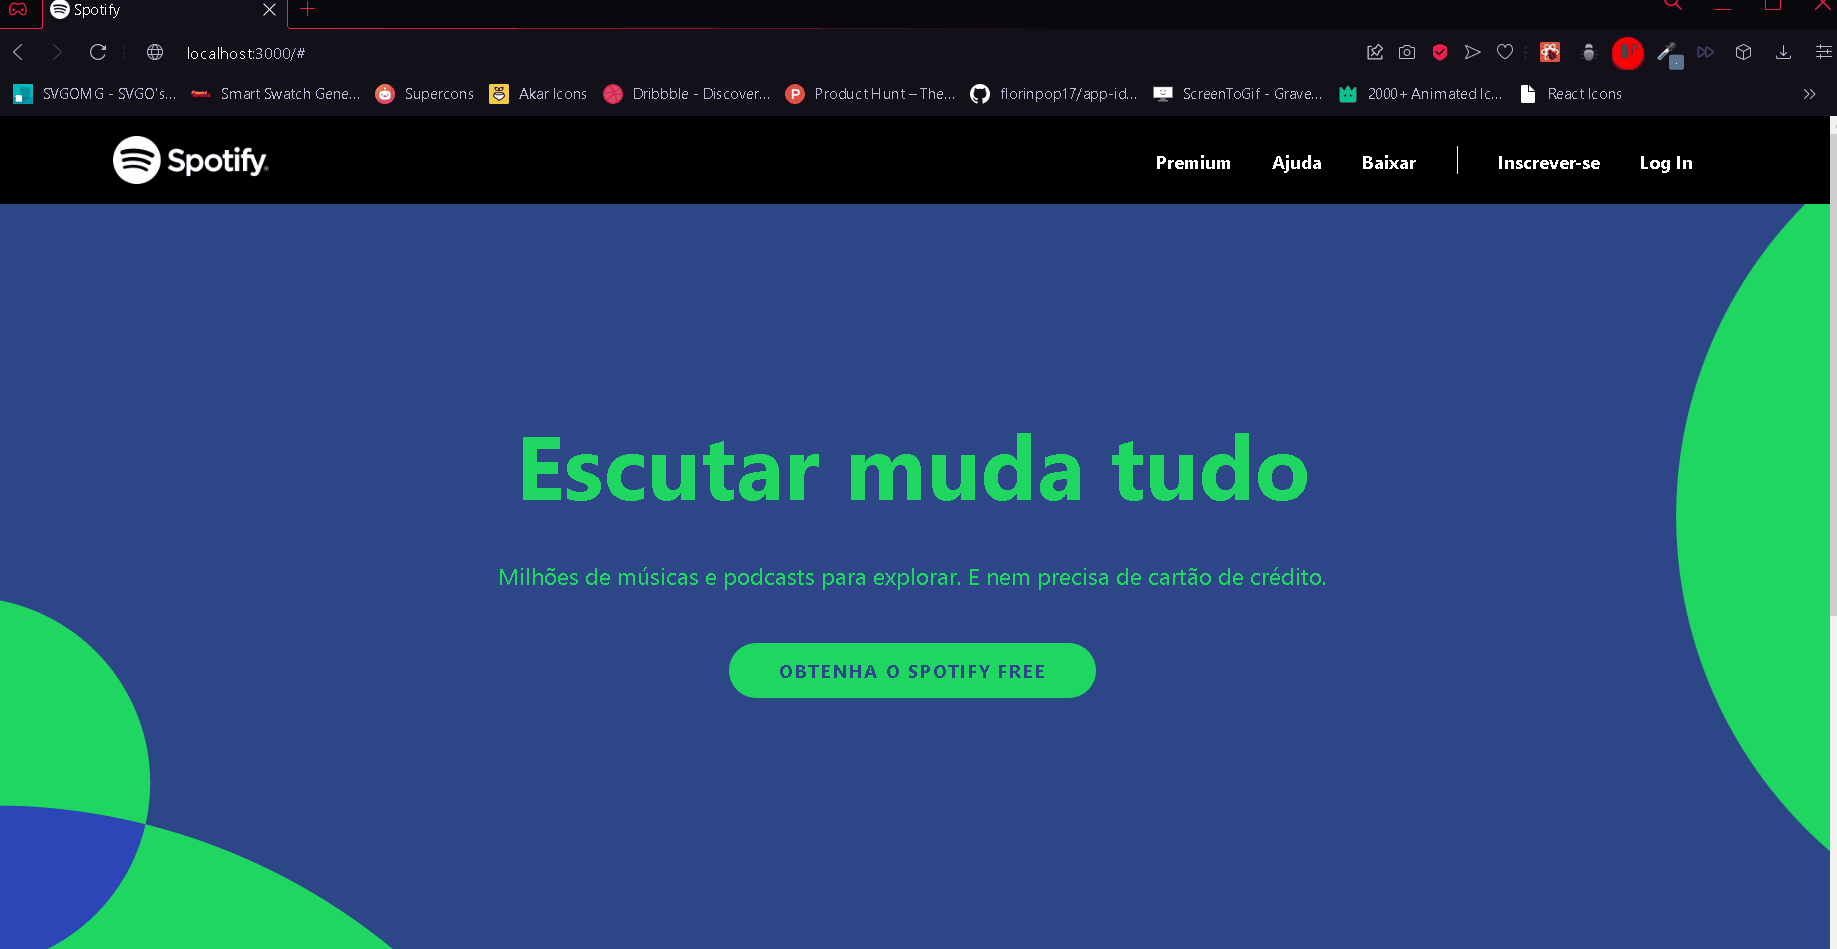 Spotify
localhost:3000/#
SVGOMG - SVGO's... Smart Swatch Gene... Supercons Akar Icons Dribbble - Discover... Product Hunt – The... florinpop17/app-id... ScreenToGif - Grave... 2000+ Animated Ic... React Icons
Spotify Premium Ajuda Baixar Inscrever-se Log In
Escutar muda tudo
Milhões de músicas e podcasts para explorar. E nem precisa de cartão de crédito.
OBTENHA O SPOTIFY FREE